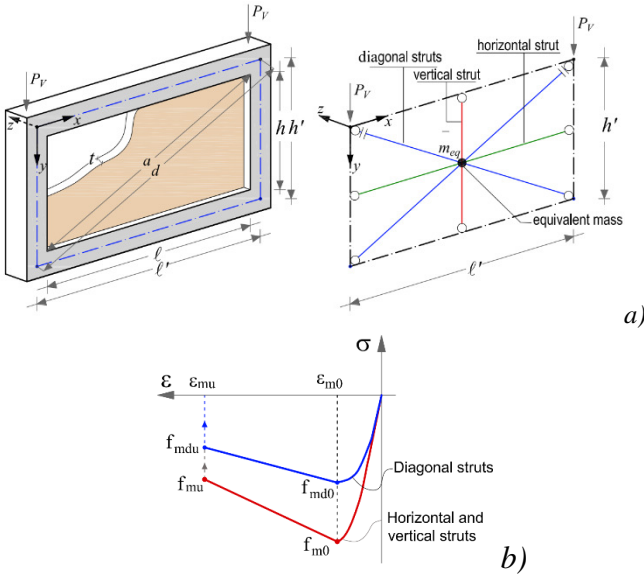 P_V
P_V
z
x
y
t
a
d
h
h'
ℓ
ℓ'
P_V
P_V
diagonal struts
horizontal strut
vertical strut
z
x
y
m_eq
h'
equivalent mass
ℓ'
a)
σ
ε
ε_mu
ε_m0
f_mdu
f_md0
Diagonal struts
f_mu
f_m0
Horizontal and
vertical struts
b)